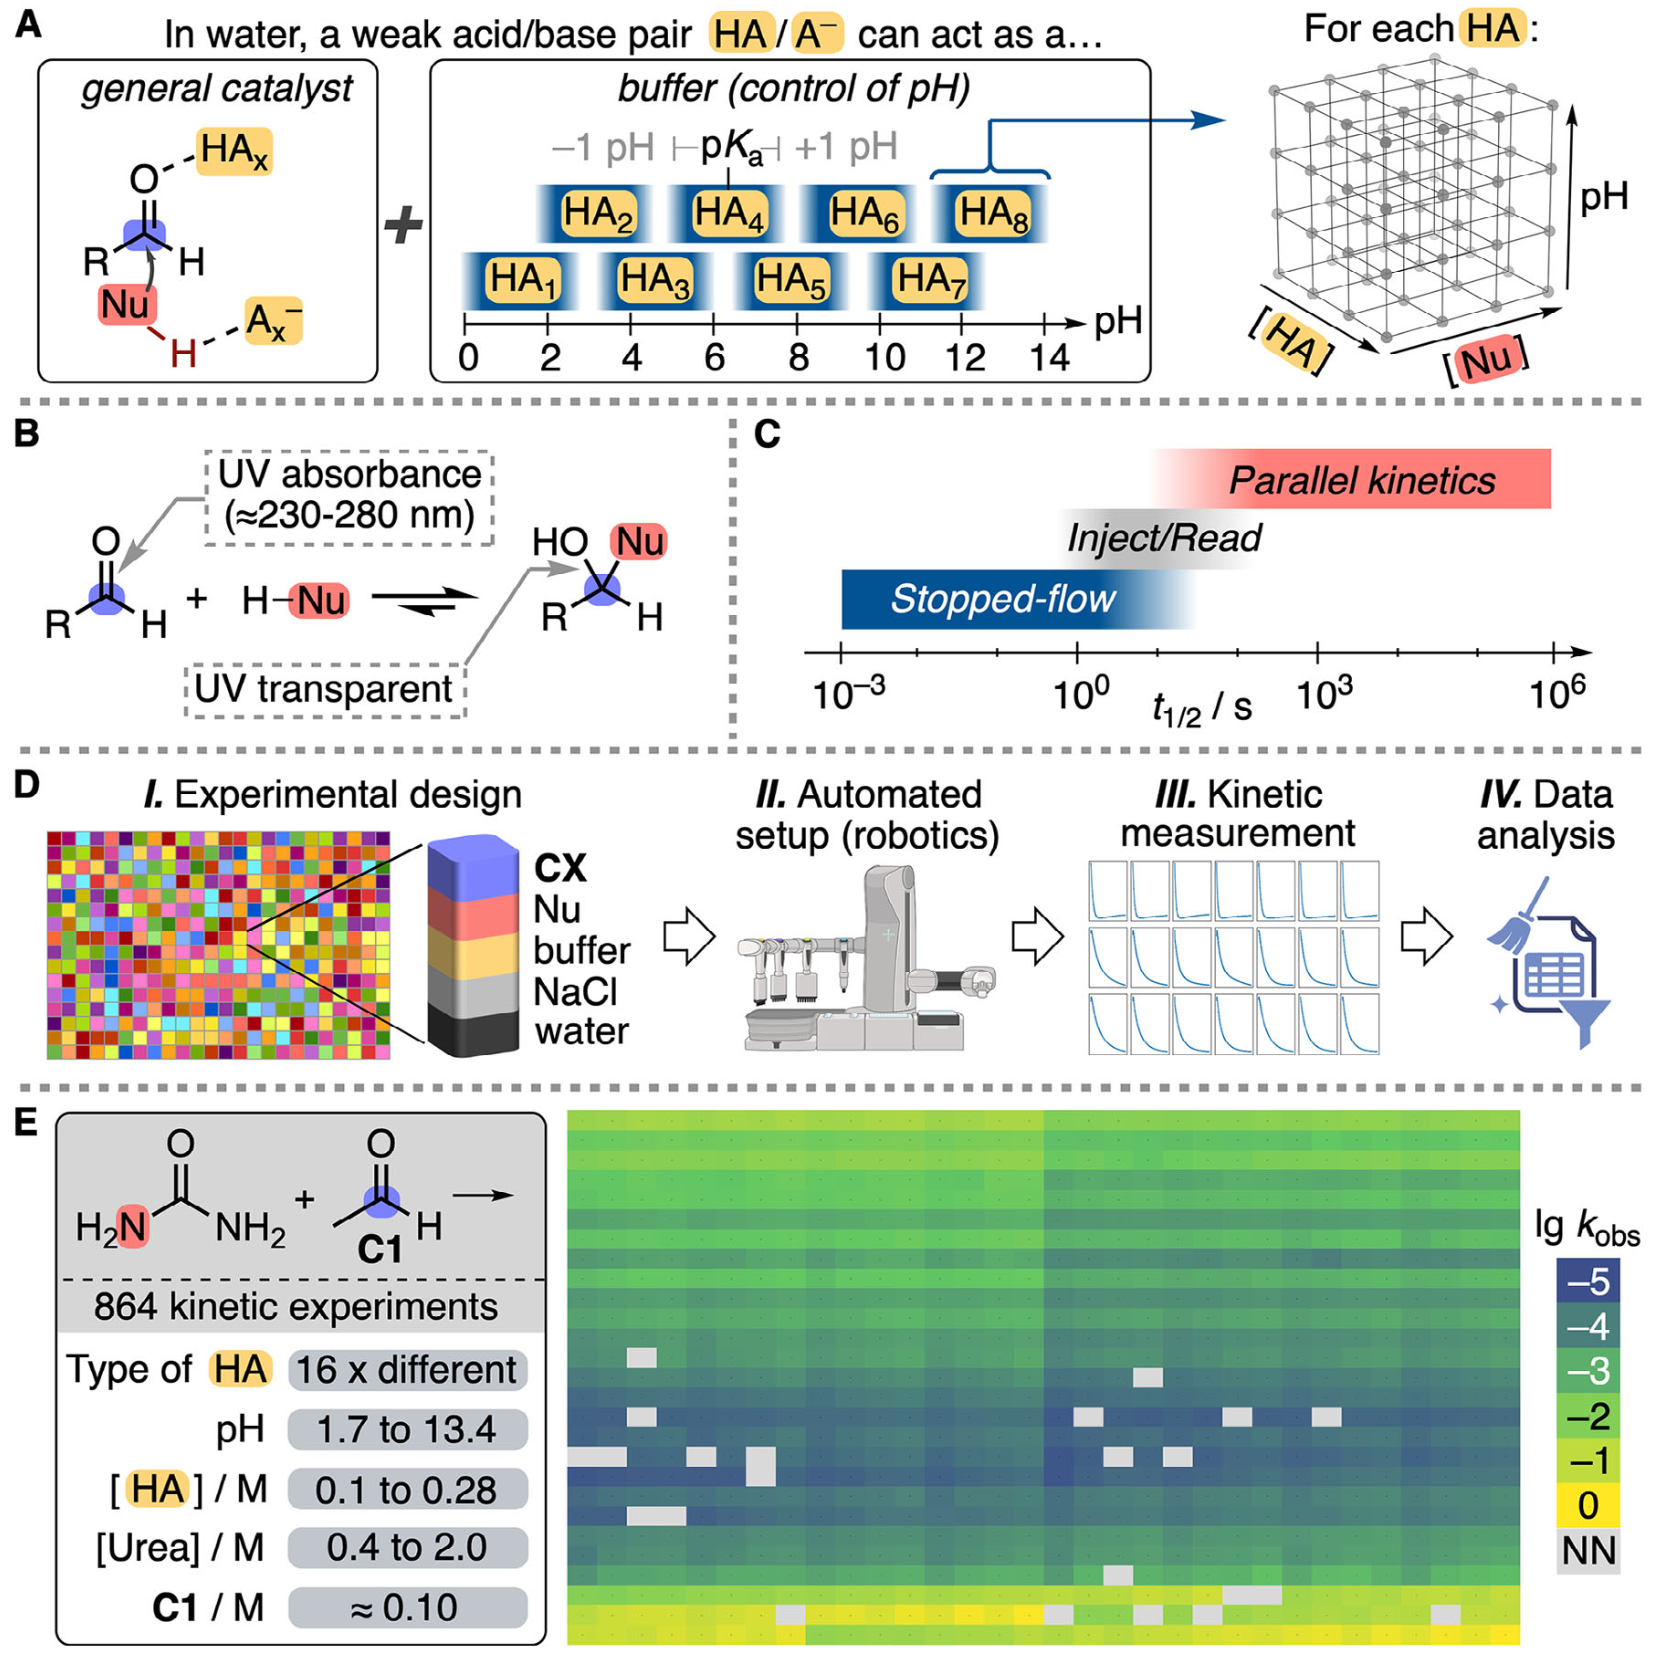 A
In water, a weak acid/base pair HA / A⁻ can act as a…
For each HA :
general catalyst
buffer (control of pH)
HAₓ
O
R
H
Nu
H
Aₓ⁻
+
−1 pH ⊢pKₐ⊣ +1 pH
HA₂ HA₄ HA₆ HA₈
HA₁ HA₃ HA₅ HA₇
pH
0 2 4 6 8 10 12 14
pH
[HA]
[Nu]
B
UV absorbance
(≈230-280 nm)
O
R
H
+
H–Nu
HO
Nu
R
H
UV transparent
C
Parallel kinetics
Inject/Read
Stopped-flow
10⁻³ 10⁰ 10³ 10⁶
t₁/₂ / s
D
I. Experimental design
CX
Nu
buffer
NaCl
water
II. Automated
setup (robotics)
III. Kinetic
measurement
IV. Data
analysis
E
O
H₂N
NH₂
+
O
H
C1
864 kinetic experiments
Type of HA 16 x different
pH 1.7 to 13.4
[HA] / M 0.1 to 0.28
[Urea] / M 0.4 to 2.0
C1 / M ≈ 0.10
lg kobs
−5
−4
−3
−2
−1
0
NN